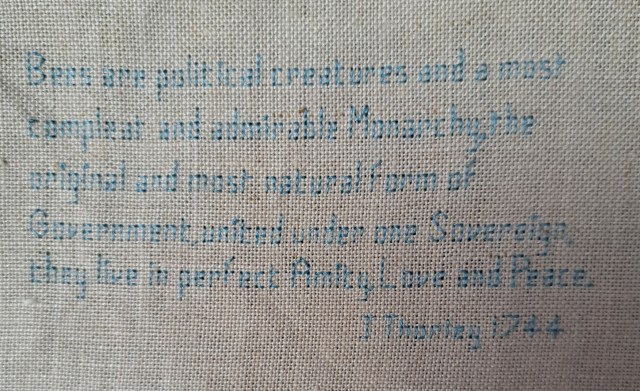 Bees are political creatures and a most
compleat and admirable Monarchy, the
original and most natural form of
Government, united under one Sovereign,
they live in perfect Amity, Love and Peace.
J Thorley 1744